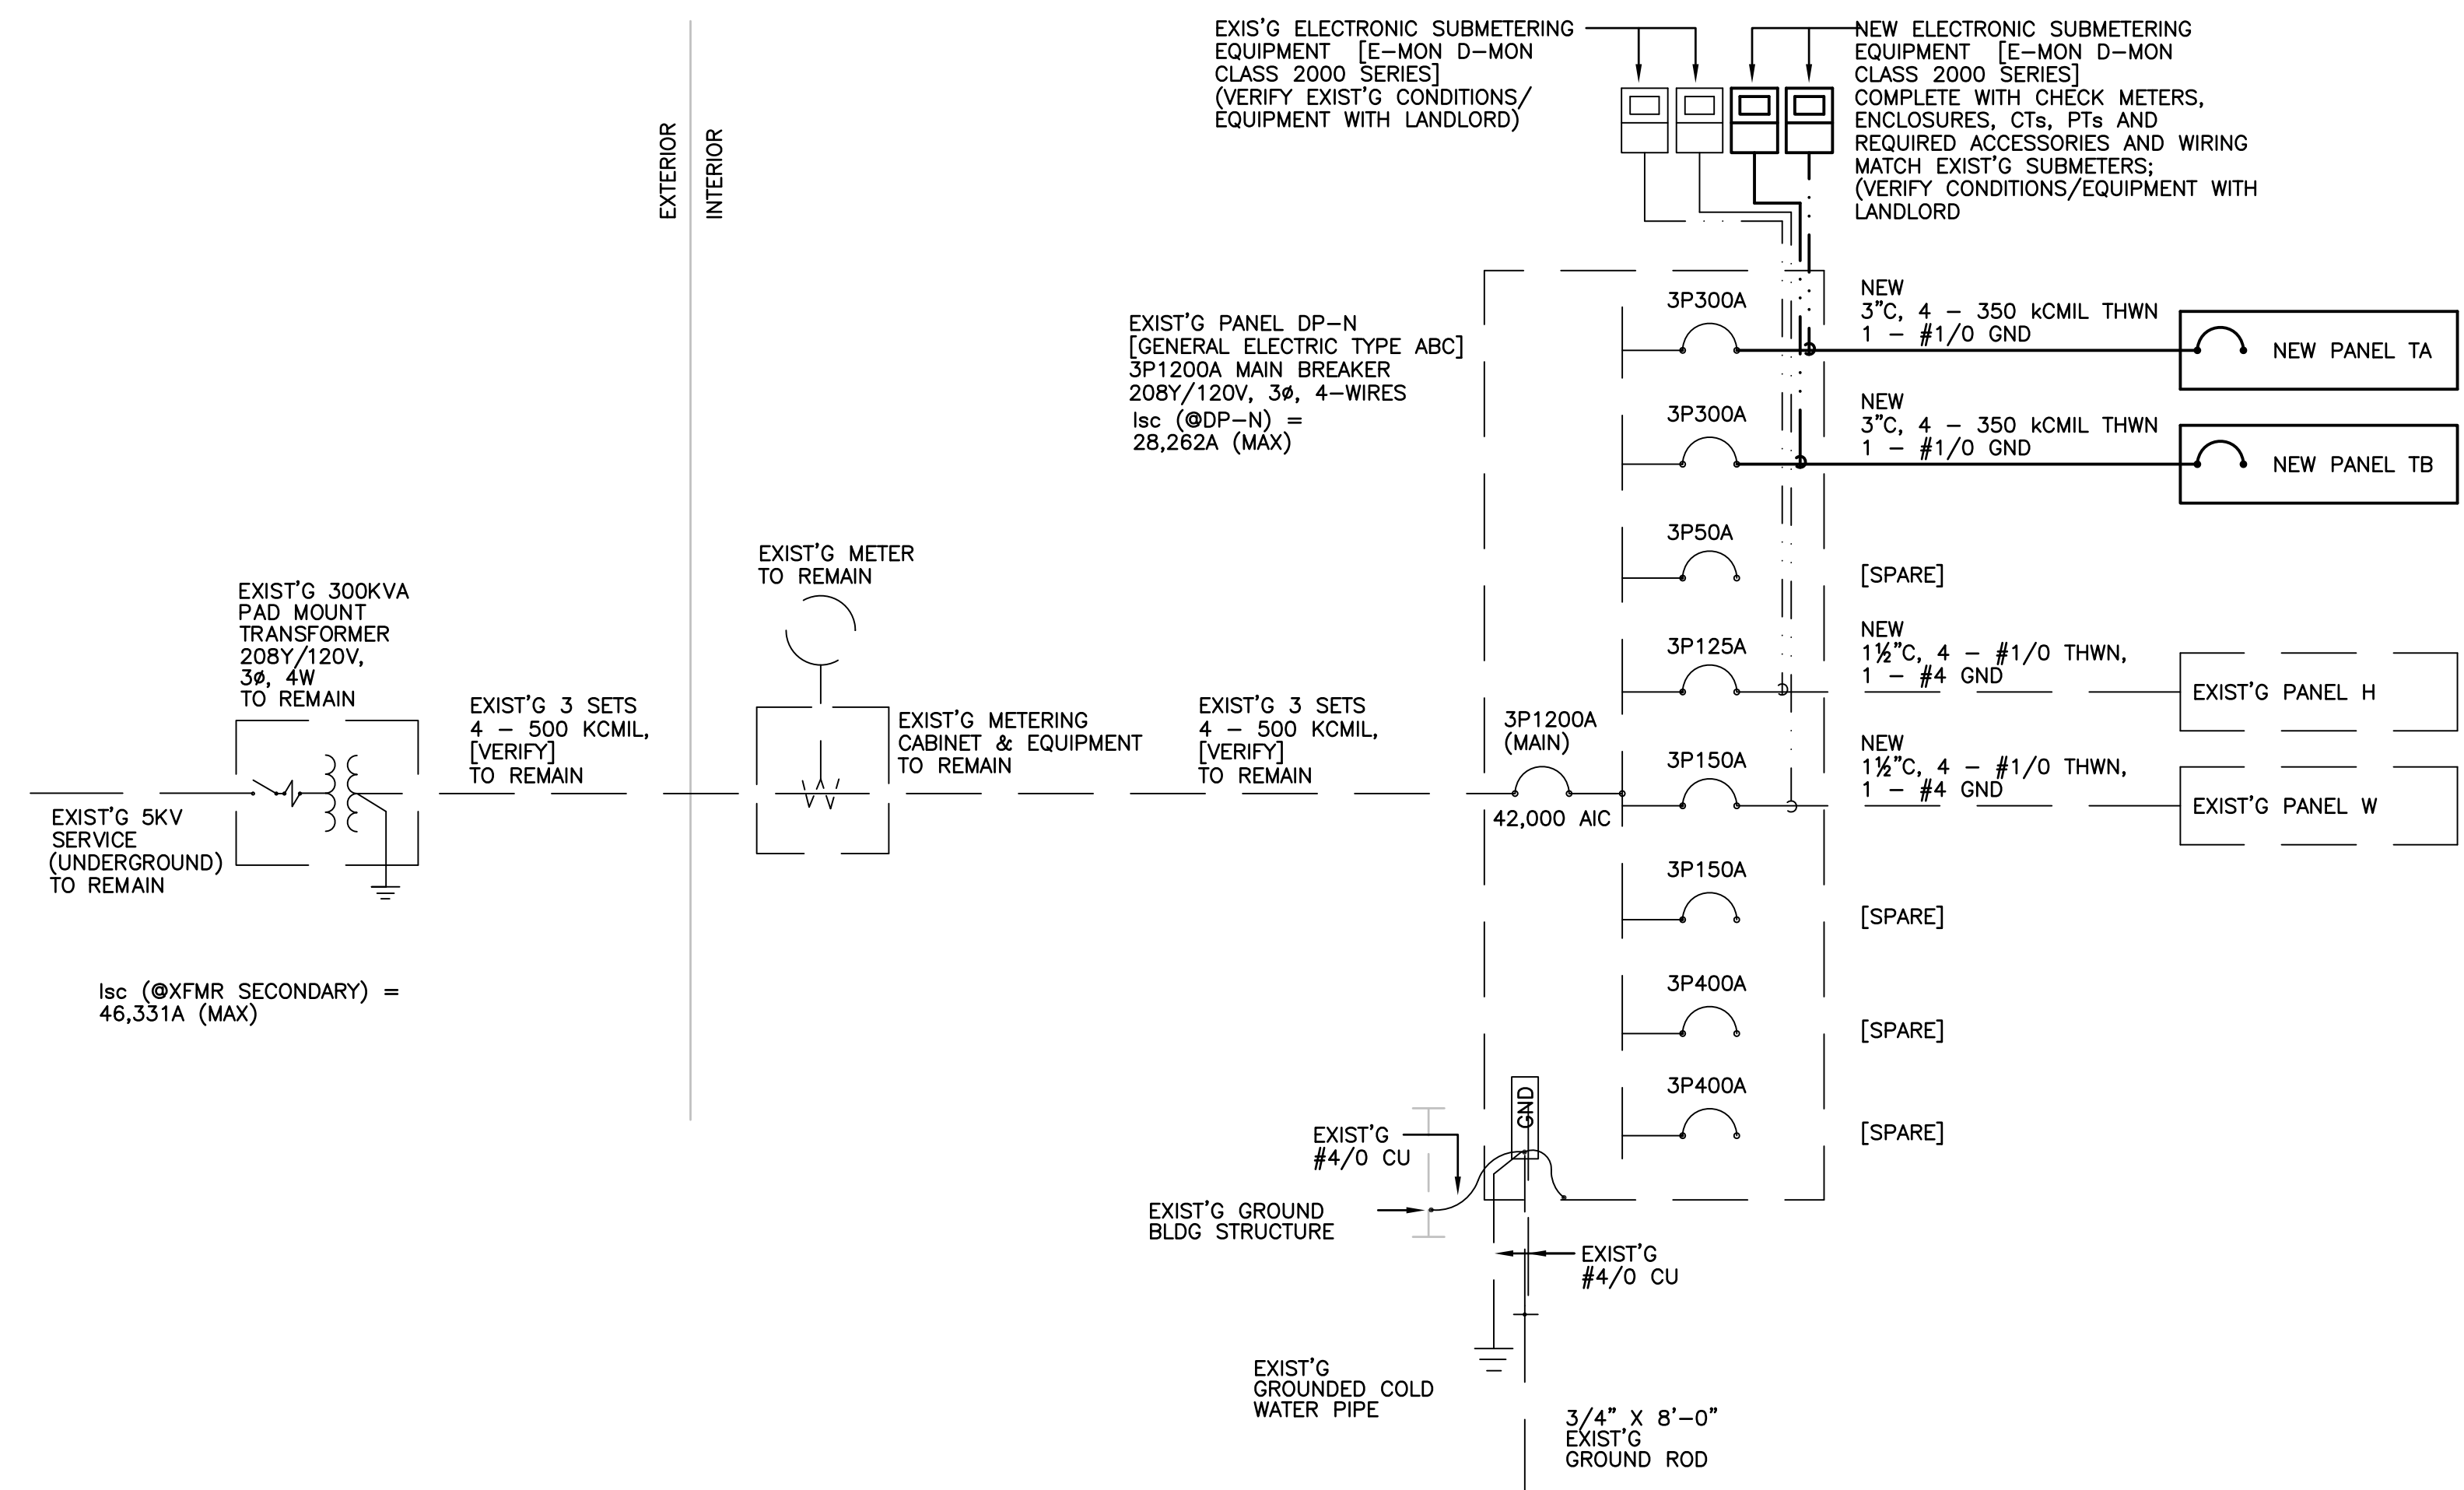 EXIS'G ELECTRONIC SUBMETERING
EQUIPMENT [E-MON D-MON
CLASS 2000 SERIES]
(VERIFY EXIST'G CONDITIONS/
EQUIPMENT WITH LANDLORD)
NEW ELECTRONIC SUBMETERING
EQUIPMENT [E-MON D-MON
CLASS 2000 SERIES]
COMPLETE WITH CHECK METERS,
ENCLOSURES, CTs, PTs AND
REQUIRED ACCESSORIES AND WIRING
MATCH EXIST'G SUBMETERS;
(VERIFY CONDITIONS/EQUIPMENT WITH
LANDLORD
EXTERIOR
INTERIOR
EXIST'G PANEL DP-N
[GENERAL ELECTRIC TYPE ABC]
3P1200A MAIN BREAKER
208Y/120V, 3ø, 4-WIRES
Isc (@DP-N) =
28,262A (MAX)
3P300A
NEW
3"C, 4 - 350 kCMIL THWN
1 - #1/0 GND
NEW PANEL TA
3P300A
NEW
3"C, 4 - 350 kCMIL THWN
1 - #1/0 GND
NEW PANEL TB
3P50A
[SPARE]
3P125A
NEW
1½"C, 4 - #1/0 THWN,
1 - #4 GND
EXIST'G PANEL H
3P150A
NEW
1½"C, 4 - #1/0 THWN,
1 - #4 GND
EXIST'G PANEL W
3P150A
[SPARE]
3P400A
[SPARE]
3P400A
[SPARE]
EXIST'G 300KVA
PAD MOUNT
TRANSFORMER
208Y/120V,
3ø, 4W
TO REMAIN
EXIST'G 5KV
SERVICE
(UNDERGROUND)
TO REMAIN
Isc (@XFMR SECONDARY) =
46,331A (MAX)
EXIST'G 3 SETS
4 - 500 KCMIL,
[VERIFY]
TO REMAIN
EXIST'G METER
TO REMAIN
EXIST'G METERING
CABINET & EQUIPMENT
TO REMAIN
EXIST'G 3 SETS
4 - 500 KCMIL,
[VERIFY]
TO REMAIN
3P1200A
(MAIN)
42,000 AIC
GND
EXIST'G
#4/0 CU
EXIST'G GROUND
BLDG STRUCTURE
EXIST'G
#4/0 CU
EXIST'G
GROUNDED COLD
WATER PIPE
3/4" X 8'-0"
EXIST'G
GROUND ROD